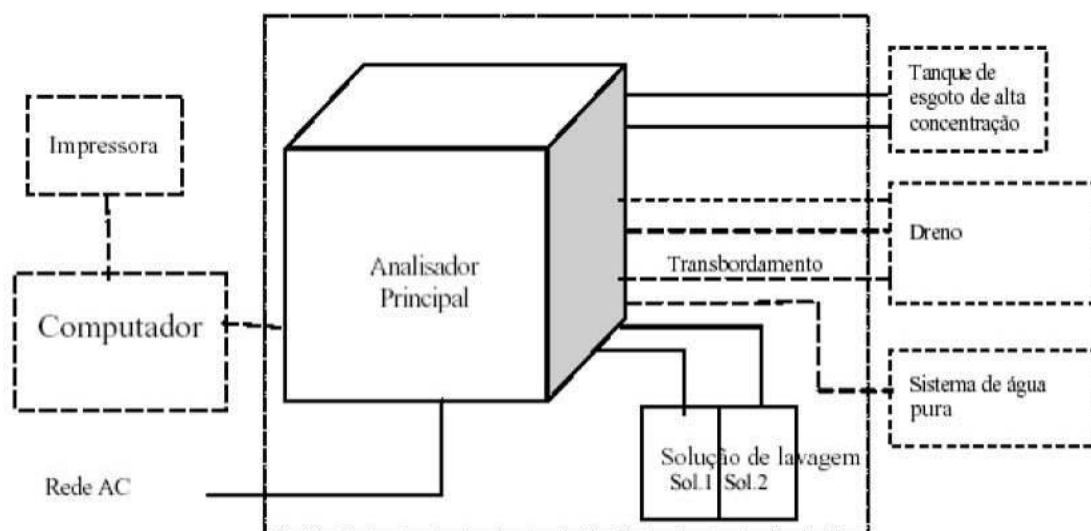 Tanque de
esgoto de alta
concentração
Impressora
Dreno
Analisador
Principal
Transbordamento
Computador
Sistema de água
pura
Solução de lavagem
Sol.1 Sol.2
Rede AC